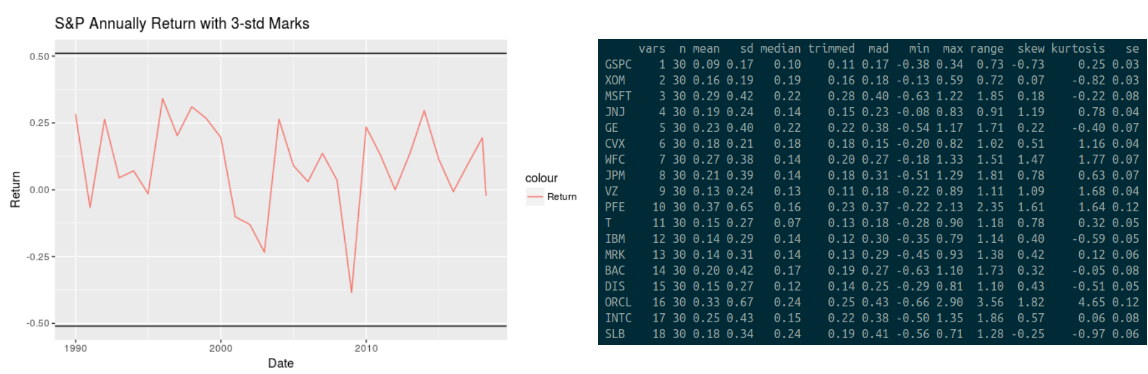 S&P Annually Return with 3-std Marks
0.50
0.25
0.00
-0.25
-0.50
Return
1990
2000
2010
Date
colour
Return
vars n mean sd median trimmed mad min max range skew kurtosis se
GSPC 1 30 0.09 0.17 0.10 0.11 0.17 -0.38 0.34 0.73 -0.73 0.25 0.03
XOM 2 30 0.16 0.19 0.19 0.16 0.18 -0.13 0.59 0.72 0.07 -0.82 0.03
MSFT 3 30 0.29 0.42 0.22 0.28 0.40 -0.63 1.22 1.85 0.18 -0.22 0.08
JNJ 4 30 0.19 0.24 0.14 0.15 0.23 -0.08 0.83 0.91 1.19 0.78 0.04
GE 5 30 0.23 0.40 0.22 0.22 0.38 -0.54 1.17 1.71 0.22 -0.40 0.07
CVX 6 30 0.18 0.21 0.18 0.18 0.15 -0.20 0.82 1.02 0.51 1.16 0.04
WFC 7 30 0.27 0.38 0.14 0.20 0.27 -0.18 1.33 1.51 1.47 1.77 0.07
JPM 8 30 0.21 0.39 0.14 0.18 0.31 -0.51 1.29 1.81 0.78 0.63 0.07
VZ 9 30 0.13 0.24 0.13 0.11 0.18 -0.22 0.89 1.11 1.09 1.68 0.04
PFE 10 30 0.37 0.65 0.16 0.23 0.37 -0.22 2.13 2.35 1.61 1.64 0.12
T 11 30 0.15 0.27 0.07 0.13 0.18 -0.28 0.90 1.18 0.78 0.32 0.05
IBM 12 30 0.14 0.29 0.14 0.12 0.30 -0.35 0.79 1.14 0.40 -0.59 0.05
MRK 13 30 0.14 0.31 0.14 0.13 0.29 -0.45 0.93 1.38 0.42 0.12 0.06
BAC 14 30 0.20 0.42 0.17 0.19 0.27 -0.63 1.10 1.73 0.32 -0.05 0.08
DIS 15 30 0.15 0.27 0.12 0.14 0.25 -0.29 0.81 1.10 0.43 -0.51 0.05
ORCL 16 30 0.33 0.67 0.24 0.25 0.43 -0.66 2.90 3.56 1.82 4.65 0.12
INTC 17 30 0.25 0.43 0.15 0.22 0.38 -0.50 1.35 1.86 0.57 0.06 0.08
SLB 18 30 0.18 0.34 0.24 0.19 0.41 -0.56 0.71 1.28 -0.25 -0.97 0.06